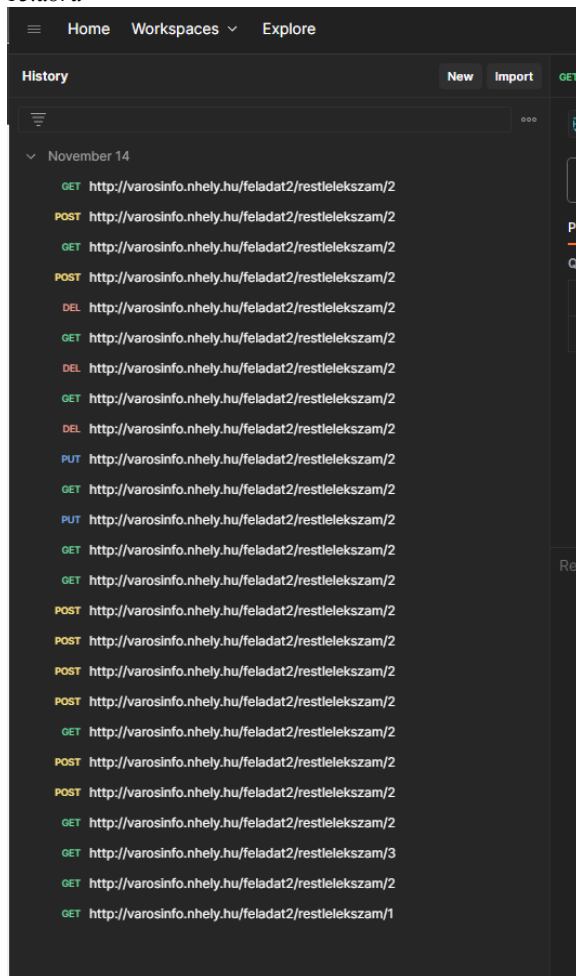 Home Workspaces Explore
History New Import GET
November 14
GET http://varosinfo.nhely.hu/feladat2/restlelekszam/2
POST http://varosinfo.nhely.hu/feladat2/restlelekszam/2
GET http://varosinfo.nhely.hu/feladat2/restlelekszam/2
POST http://varosinfo.nhely.hu/feladat2/restlelekszam/2
DEL http://varosinfo.nhely.hu/feladat2/restlelekszam/2
GET http://varosinfo.nhely.hu/feladat2/restlelekszam/2
DEL http://varosinfo.nhely.hu/feladat2/restlelekszam/2
GET http://varosinfo.nhely.hu/feladat2/restlelekszam/2
DEL http://varosinfo.nhely.hu/feladat2/restlelekszam/2
PUT http://varosinfo.nhely.hu/feladat2/restlelekszam/2
GET http://varosinfo.nhely.hu/feladat2/restlelekszam/2
PUT http://varosinfo.nhely.hu/feladat2/restlelekszam/2
GET http://varosinfo.nhely.hu/feladat2/restlelekszam/2
GET http://varosinfo.nhely.hu/feladat2/restlelekszam/2
POST http://varosinfo.nhely.hu/feladat2/restlelekszam/2
POST http://varosinfo.nhely.hu/feladat2/restlelekszam/2
POST http://varosinfo.nhely.hu/feladat2/restlelekszam/2
POST http://varosinfo.nhely.hu/feladat2/restlelekszam/2
GET http://varosinfo.nhely.hu/feladat2/restlelekszam/2
POST http://varosinfo.nhely.hu/feladat2/restlelekszam/2
POST http://varosinfo.nhely.hu/feladat2/restlelekszam/2
GET http://varosinfo.nhely.hu/feladat2/restlelekszam/2
GET http://varosinfo.nhely.hu/feladat2/restlelekszam/3
GET http://varosinfo.nhely.hu/feladat2/restlelekszam/2
GET http://varosinfo.nhely.hu/feladat2/restlelekszam/1
P
Q
Re